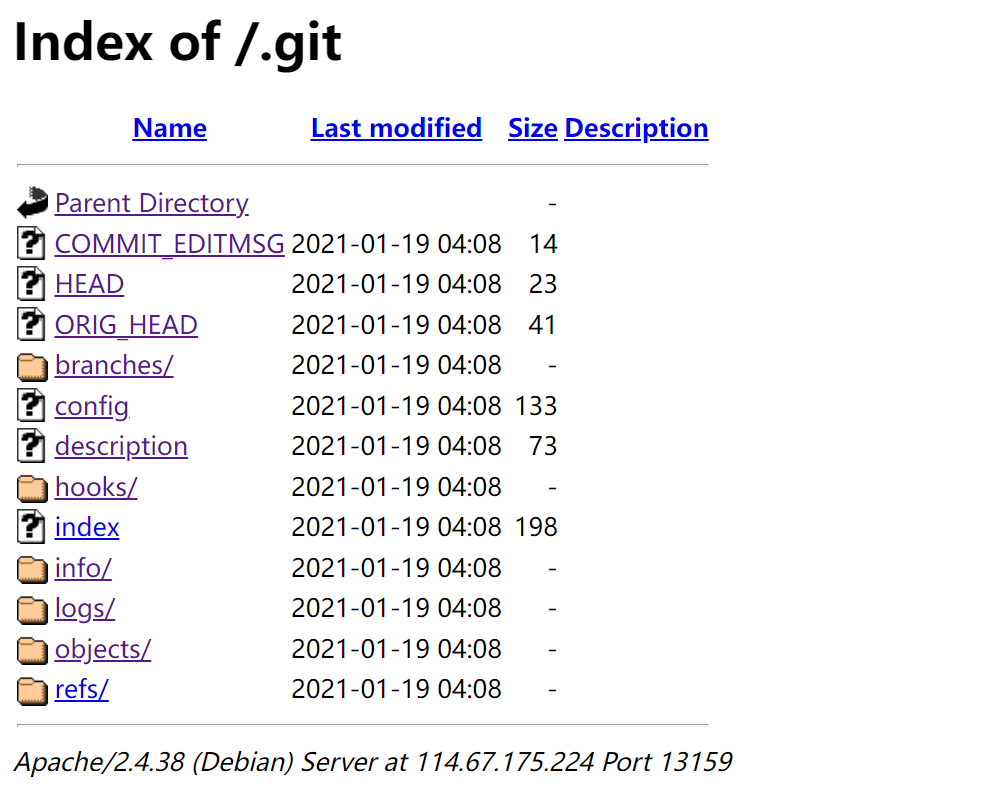 Index of /.git
Name Last modified Size Description
Parent Directory -
COMMIT_EDITMSG 2021-01-19 04:08 14
HEAD 2021-01-19 04:08 23
ORIG_HEAD 2021-01-19 04:08 41
branches/ 2021-01-19 04:08 -
config 2021-01-19 04:08 133
description 2021-01-19 04:08 73
hooks/ 2021-01-19 04:08 -
index 2021-01-19 04:08 198
info/ 2021-01-19 04:08 -
logs/ 2021-01-19 04:08 -
objects/ 2021-01-19 04:08 -
refs/ 2021-01-19 04:08 -
Apache/2.4.38 (Debian) Server at 114.67.175.224 Port 13159